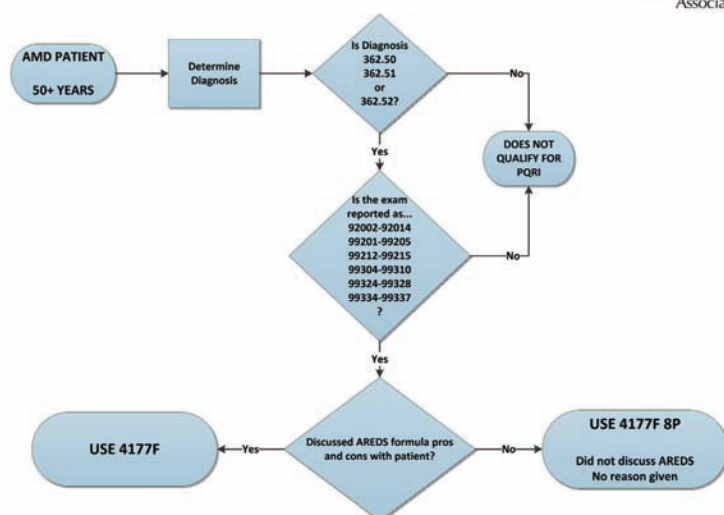 Associa
AMD PATIENT
50+ YEARS
Determine
Diagnosis
Is Diagnosis
362.50
362.51
or
362.52?
No
DOES NOT
QUALIFY FOR
PQRI
Yes
Is the exam
reported as...
92002-92014
99201-99205
99212-99215
99304-99310
99324-99328
99334-99337
?
No
Yes
Discussed AREDS formula pros
and cons with patient?
Yes
USE 4177F
No
USE 4177F 8P
Did not discuss AREDS
No reason given